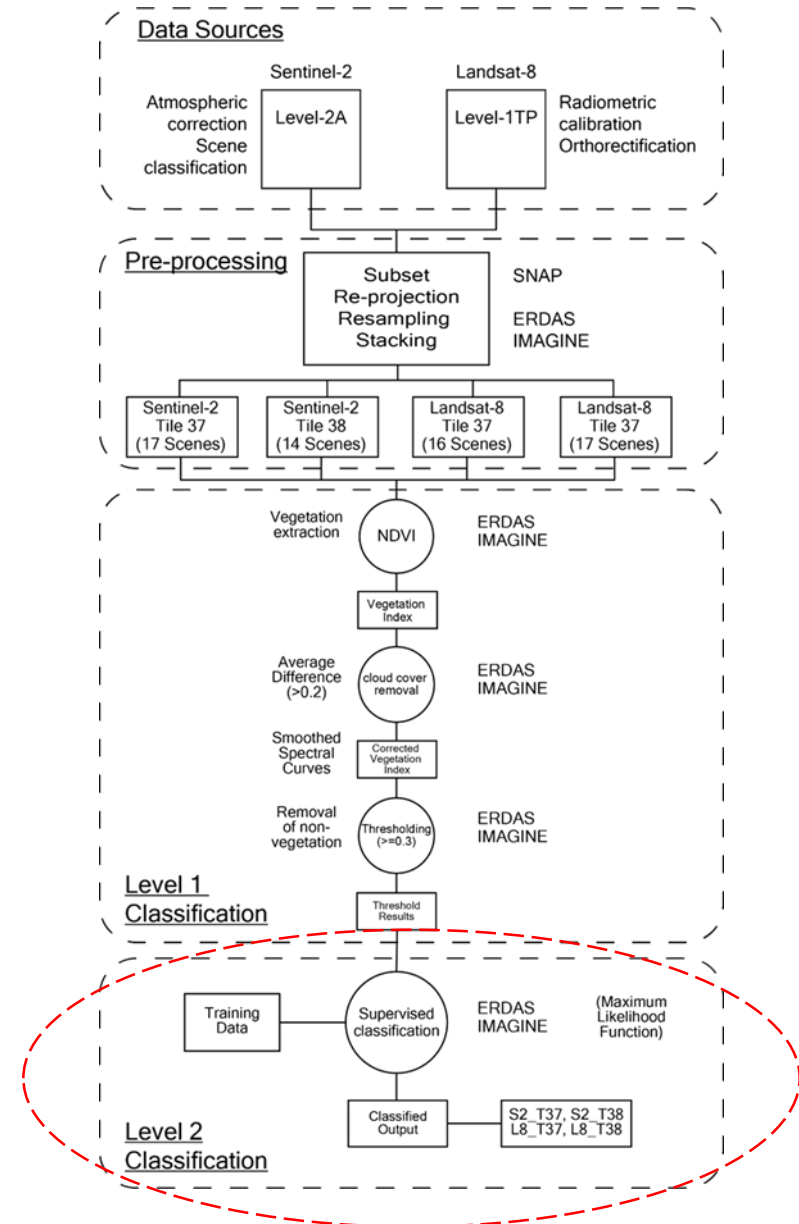 Data Sources
Sentinel-2
Landsat-8
Atmospheric
correction
Scene
classification
Level-2A
Level-1TP
Radiometric
calibration
Orthorectification
Pre-processing
Subset
Re-projection
Resampling
Stacking
SNAP
ERDAS
IMAGINE
Sentinel-2
Tile 37
(17 Scenes)
Sentinel-2
Tile 38
(14 Scenes)
Landsat-8
Tile 37
(16 Scenes)
Landsat-8
Tile 37
(17 Scenes)
Vegetation
extraction
NDVI
ERDAS
IMAGINE
Vegetation
Index
Average
Difference
(>0.2)
cloud cover
removal
ERDAS
IMAGINE
Smoothed
Spectral
Curves
Corrected
Vegetation
Index
Removal
of non-
vegetation
Thresholding
(>=0.3)
ERDAS
IMAGINE
Level 1
Classification
Threshold
Results
Training
Data
Supervised
classification
ERDAS
IMAGINE
(Maximum
Likelihood
Function)
Classified
Output
S2_T37, S2_T38
L8_T37, L8_T38
Level 2
Classification